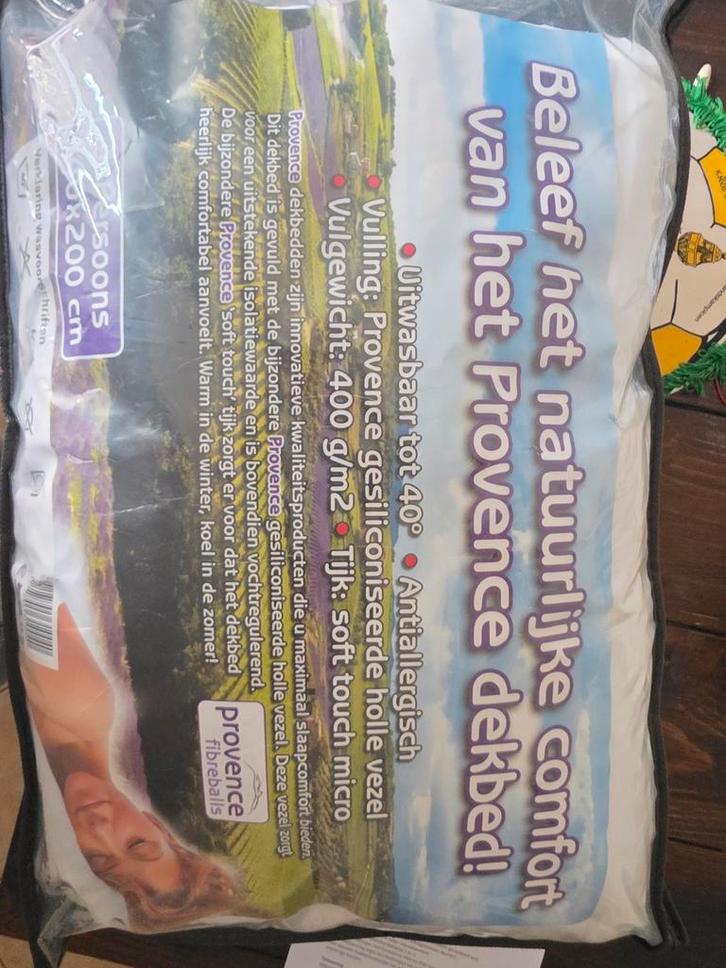 Beleef het natuurlijke comfort
van het Provence dekbed!
• Uitwasbaar tot 40° • Antiallergisch
• Vulling: Provence gesiliconiseerde holle vezel
• Vulgewicht: 400 g/m2 • Tijk: soft touch micro
Provence dekbedden zijn innovatieve kwaliteitsproducten die u maximaal slaapcomfort bieden.
Dit dekbed is gevuld met de bijzondere Provence gesiliconiseerde holle vezel. Deze vezel zorgt
voor een uitstekende isolatiewaarde en is bovendien vochtregulerend.
De bijzondere Provence 'soft touch' tijk zorgt er voor dat het dekbed
heerlijk comfortabel aanvoelt. Warm in de winter, koel in de zomer!
provence
fibreballs
ersoons
0x200 cm